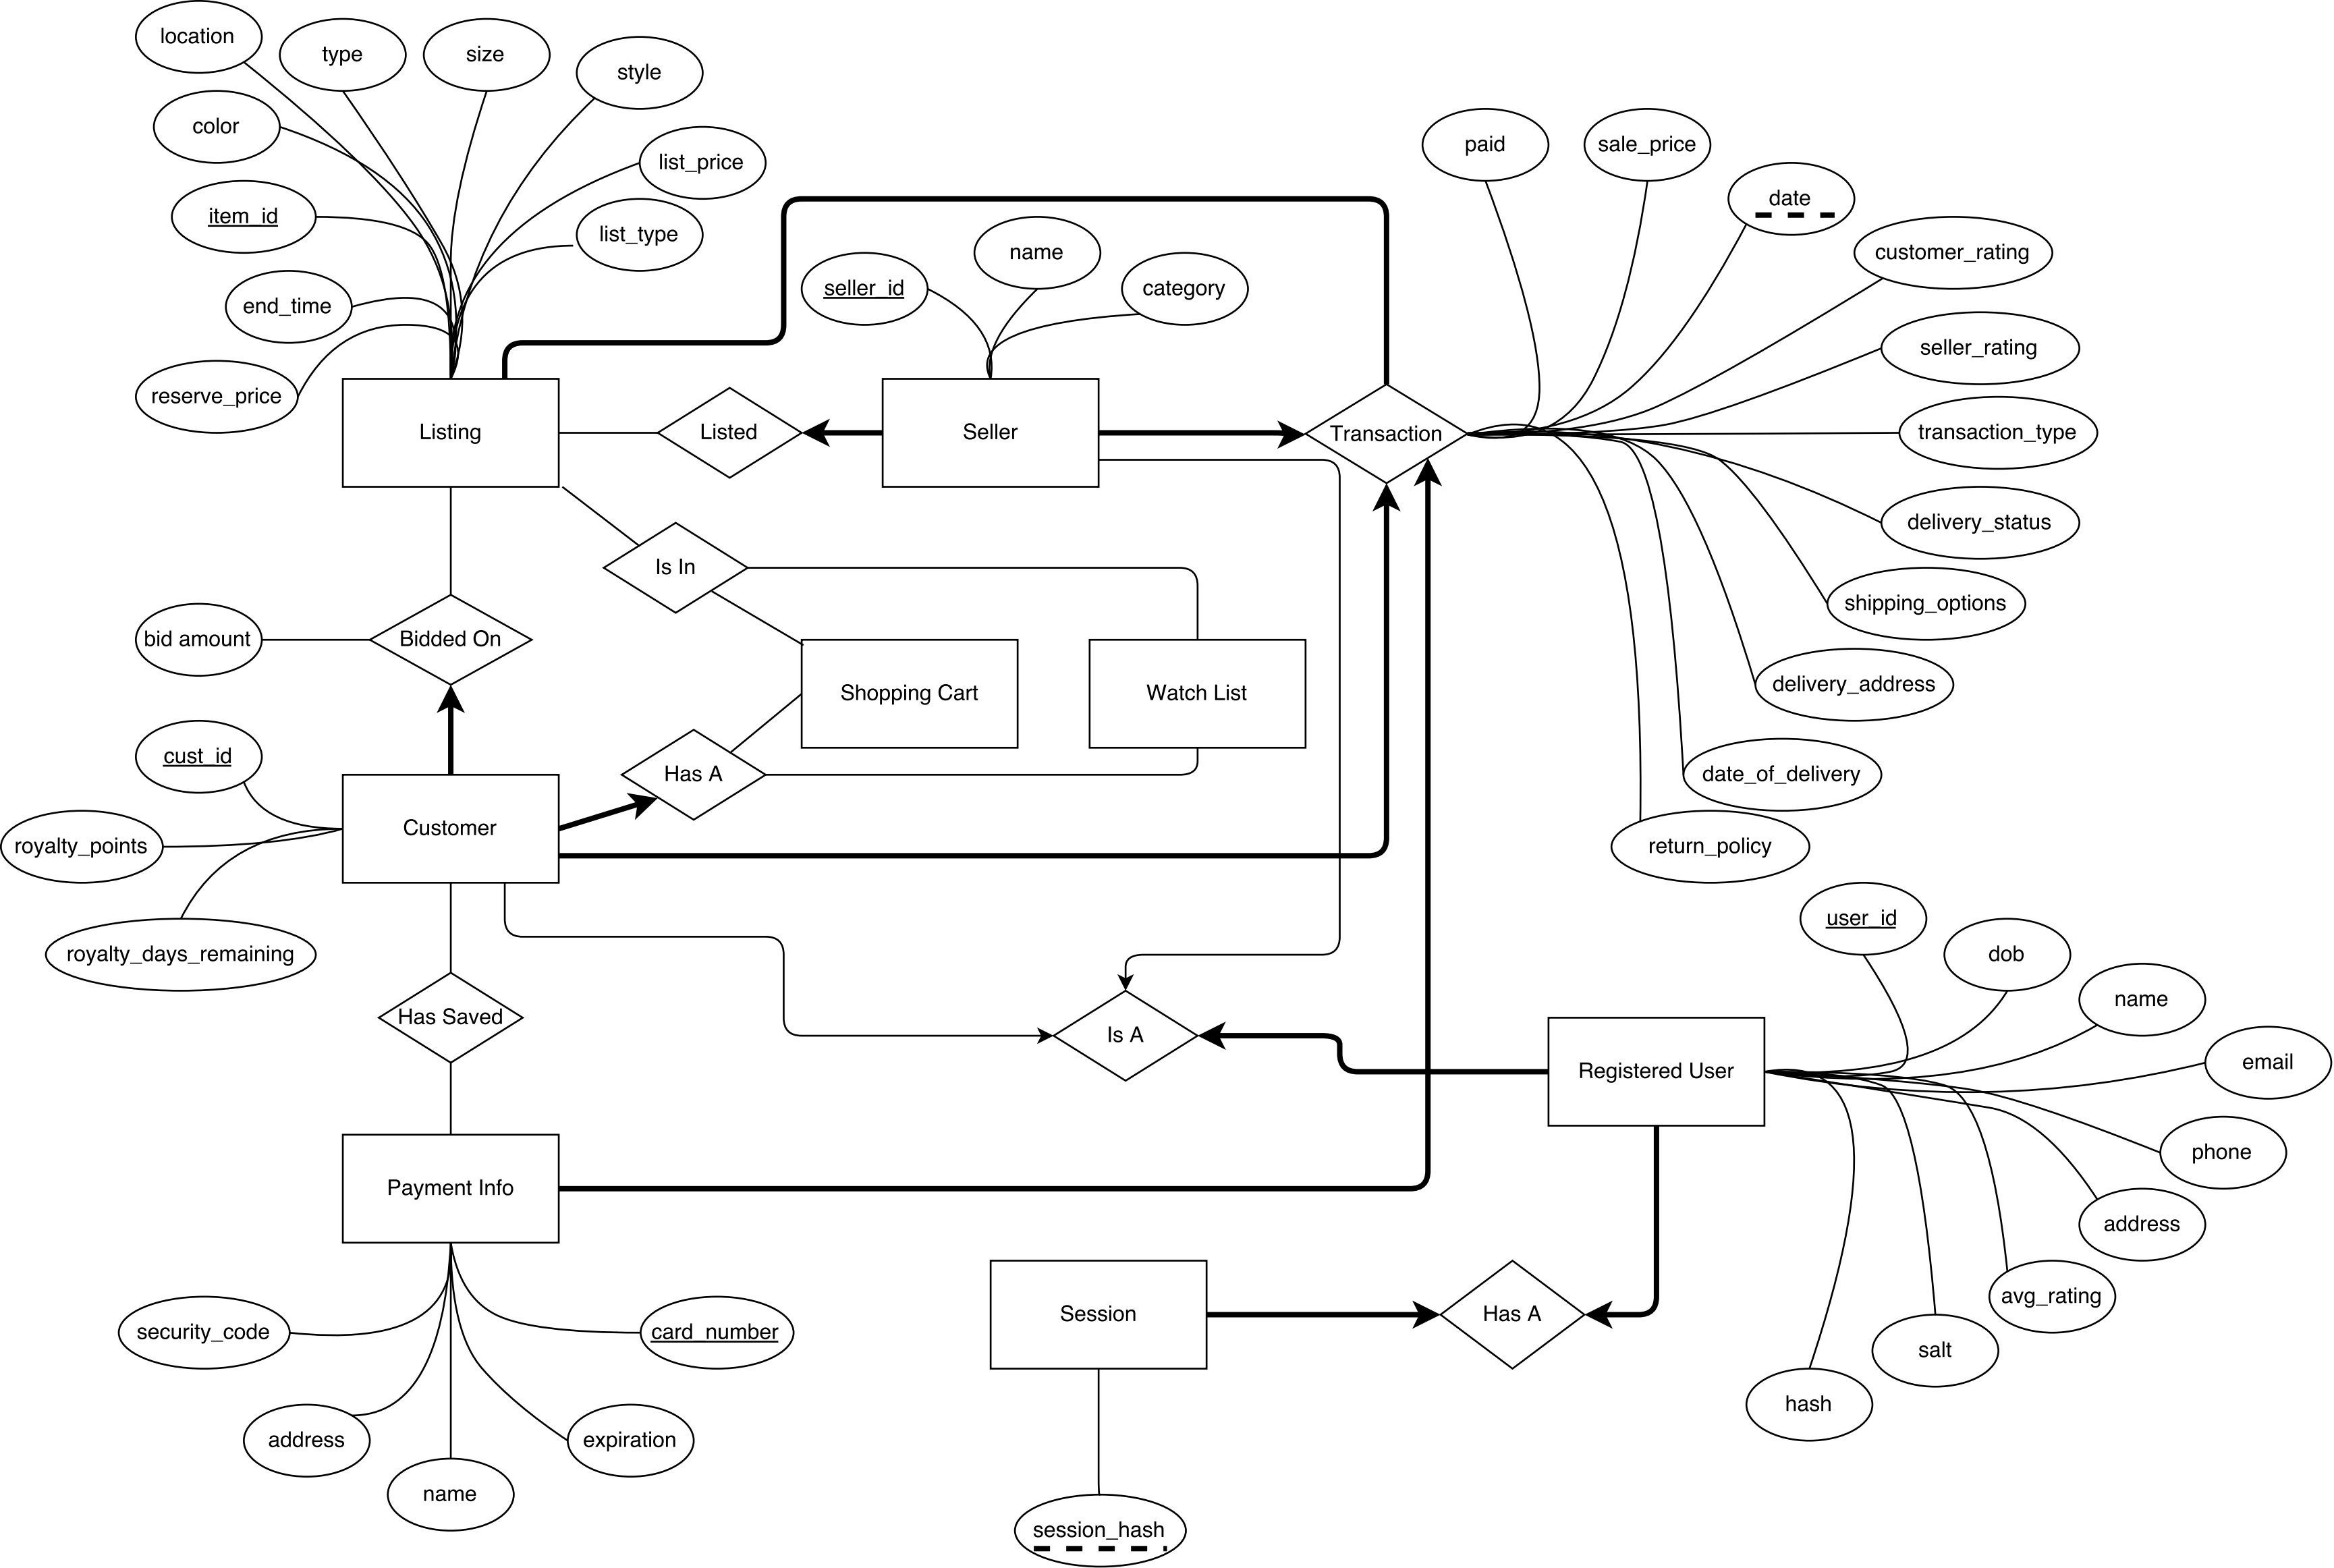 location
type
size
style
color
list_price
item_id
list_type
end_time
reserve_price
paid
sale_price
date
customer_rating
seller_rating
transaction_type
delivery_status
shipping_options
delivery_address
date_of_delivery
return_policy
seller_id
name
category
Listing
Listed
Seller
Transaction
Is In
bid amount
Bidded On
Shopping Cart
Watch List
cust_id
Has A
Customer
royalty_points
royalty_days_remaining
Has Saved
Is A
user_id
dob
name
email
Registered User
phone
address
avg_rating
salt
hash
Payment Info
security_code
card_number
address
expiration
name
Session
Has A
session_hash